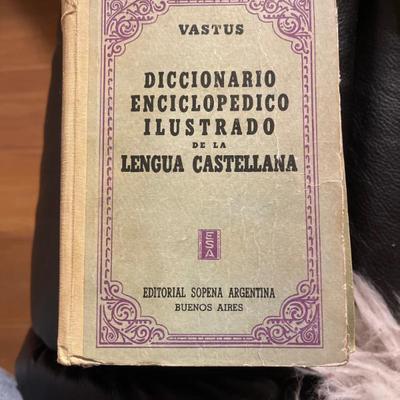 VASTUS
DICCIONARIO
ENCICLOPEDICO
ILUSTRADO
DE LA
LENGUA CASTELLANA
ESA
EDITORIAL SOPENA ARGENTINA
BUENOS AIRES